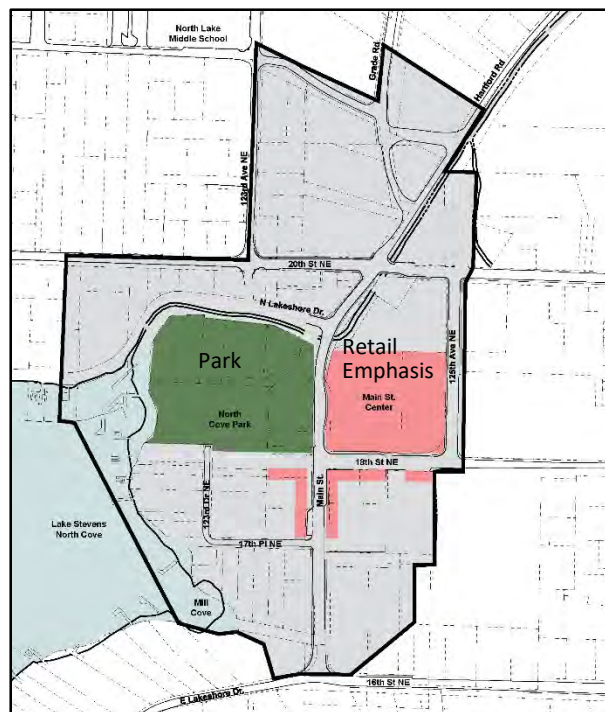 North Lake
Middle School
Grade Rd
Hartford Rd
123rd Ave NE
20th St NE
N Lakeshore Dr.
Park
Retail
Emphasis
125th Ave NE
Main St.
Center
North
Cove Park
18th St NE
Main St.
123rd Dr NE
Lake Stevens
North Cove
17th Pl NE
Mill
Cove
16th St NE
E Lakeshore Dr.